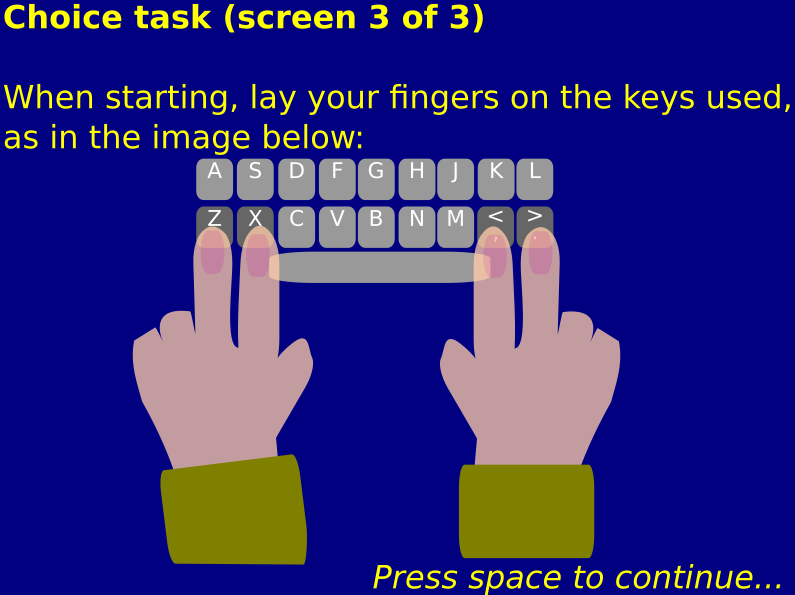 Choice task (screen 3 of 3)
When starting, lay your fingers on the keys used,
as in the image below:
A S D F G H J K L
Z X C V B N M < >
, .
Press space to continue...